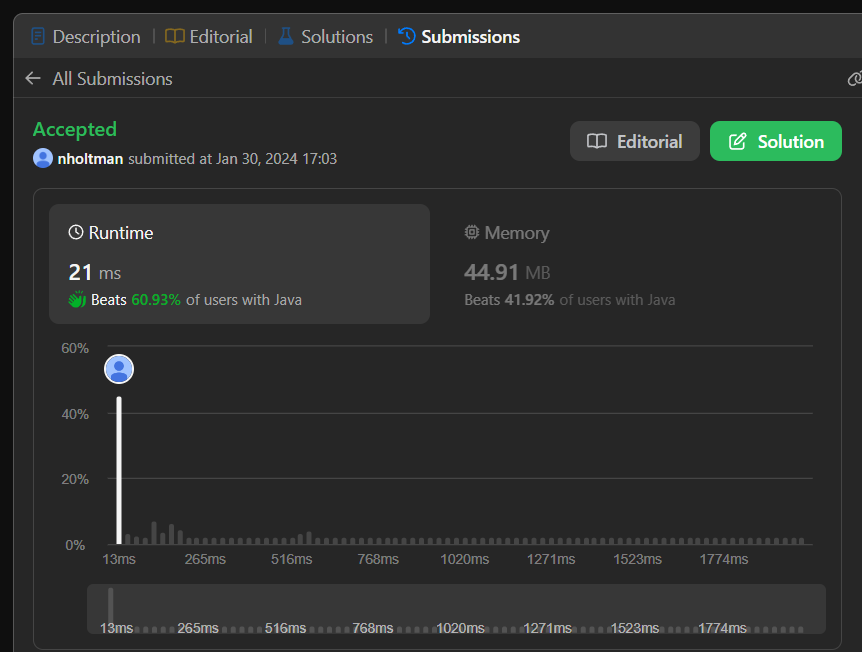 Description | Editorial | Solutions | Submissions
All Submissions
Accepted
nholtman submitted at Jan 30, 2024 17:03
Editorial
Solution
Runtime
21 ms
Beats 60.93% of users with Java
Memory
44.91 MB
Beats 41.92% of users with Java
60%
40%
20%
0%
13ms 265ms 516ms 768ms 1020ms 1271ms 1523ms 1774ms
13ms 265ms 516ms 768ms 1020ms 1271ms 1523ms 1774ms